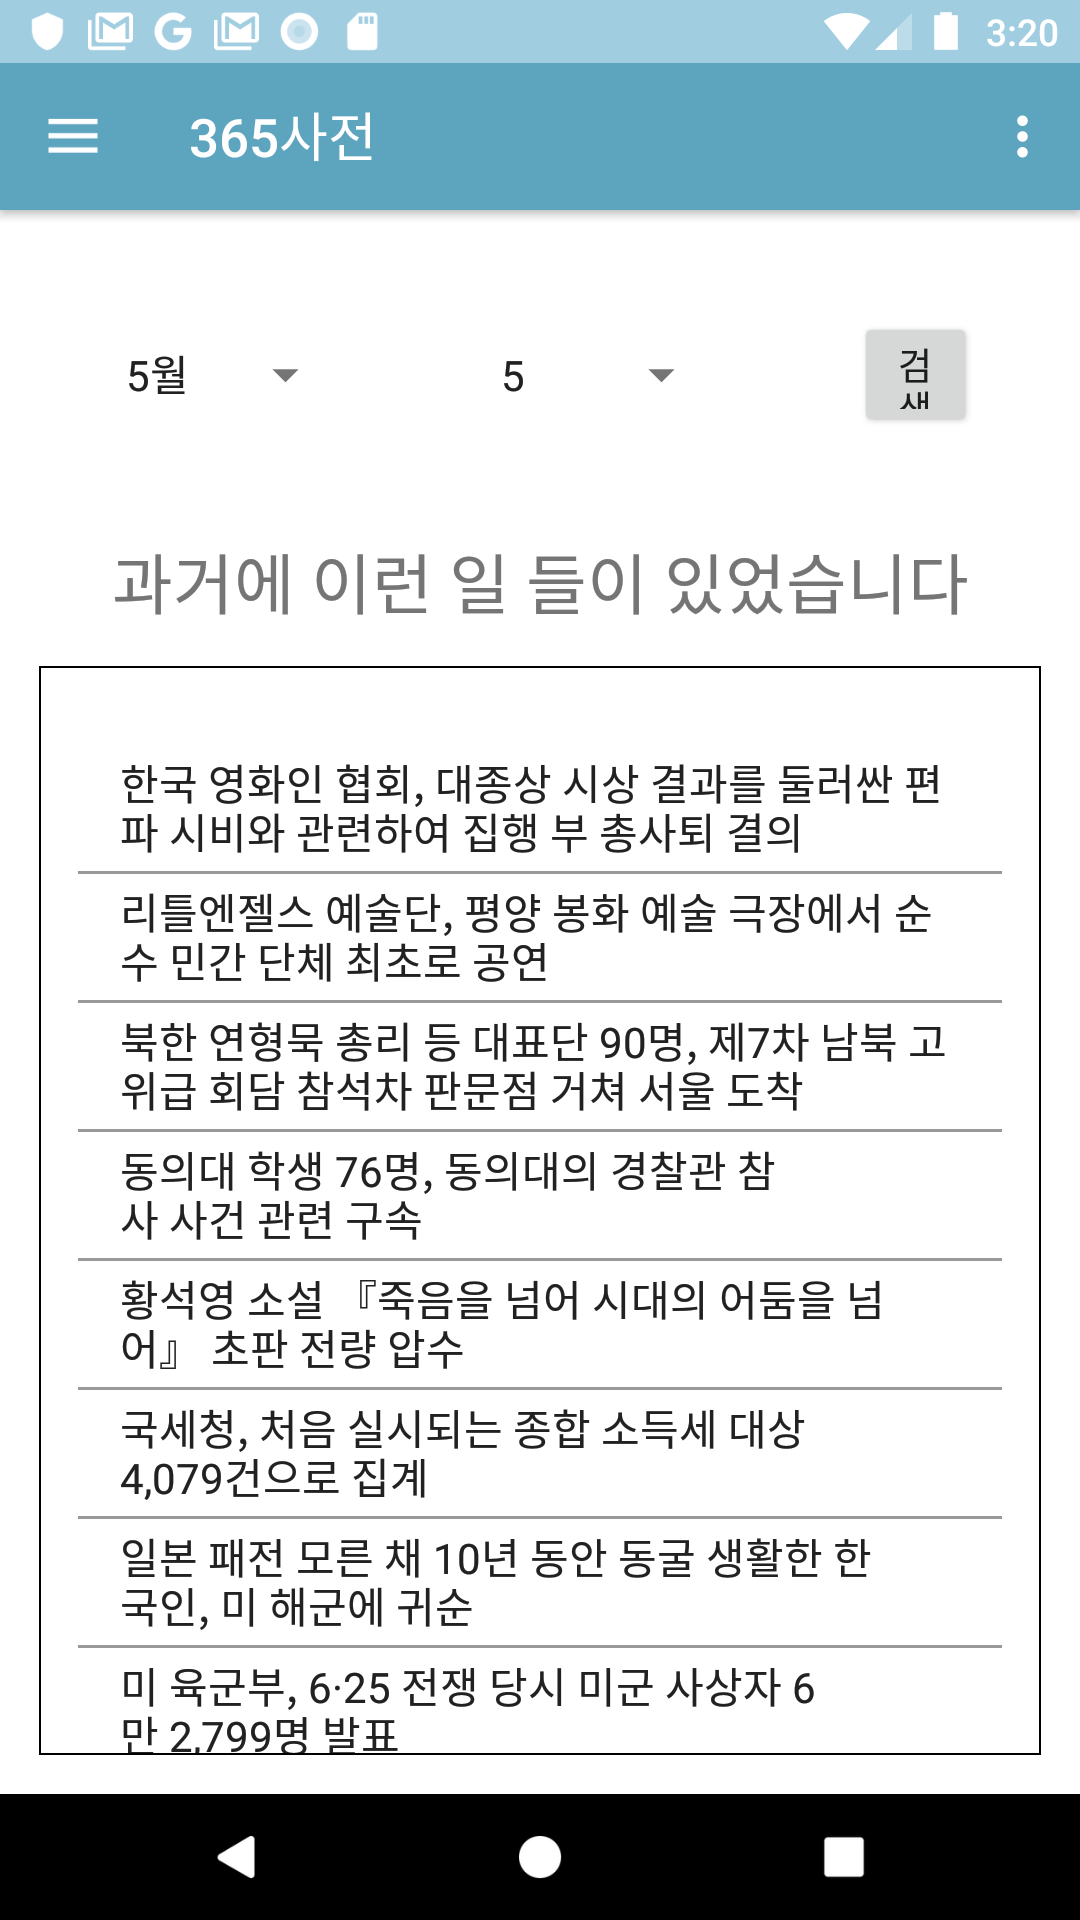 3:20
365사전
5월
5
검
색
과거에 이런 일 들이 있었습니다
한국 영화인 협회, 대종상 시상 결과를 둘러싼 편
파 시비와 관련하여 집행 부 총사퇴 결의
리틀엔젤스 예술단, 평양 봉화 예술 극장에서 순
수 민간 단체 최초로 공연
북한 연형묵 총리 등 대표단 90명, 제7차 남북 고
위급 회담 참석차 판문점 거쳐 서울 도착
동의대 학생 76명, 동의대의 경찰관 참
사 사건 관련 구속
황석영 소설 『죽음을 넘어 시대의 어둠을 넘
어』 초판 전량 압수
국세청, 처음 실시되는 종합 소득세 대상
4,079건으로 집계
일본 패전 모른 채 10년 동안 동굴 생활한 한
국인, 미 해군에 귀순
미 육군부, 6·25 전쟁 당시 미군 사상자 6
만 2,799명 발표